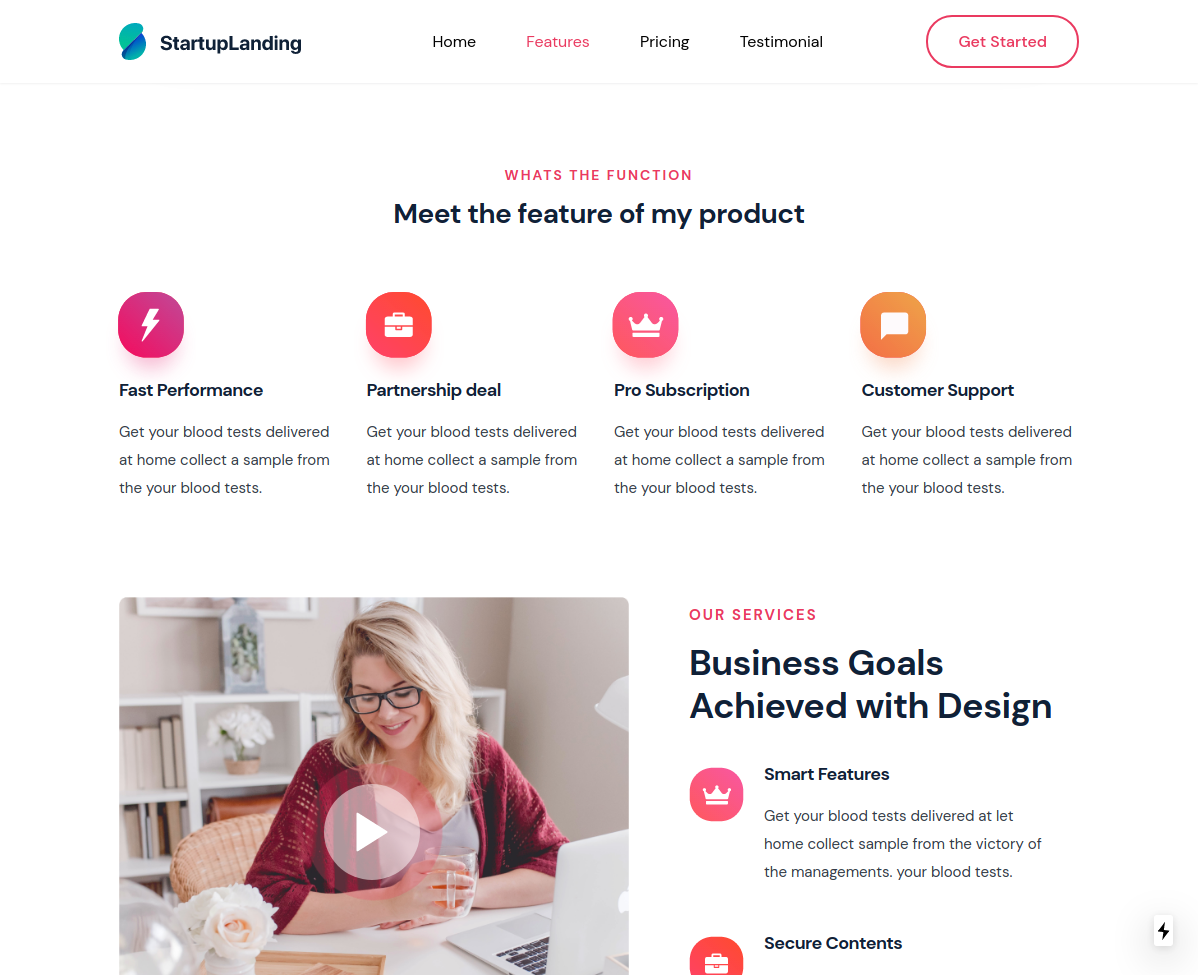 StartupLanding
Home
Features
Pricing
Testimonial
Get Started
WHATS THE FUNCTION
Meet the feature of my product
Fast Performance
Get your blood tests delivered
at home collect a sample from
the your blood tests.
Partnership deal
Get your blood tests delivered
at home collect a sample from
the your blood tests.
Pro Subscription
Get your blood tests delivered
at home collect a sample from
the your blood tests.
Customer Support
Get your blood tests delivered
at home collect a sample from
the your blood tests.
OUR SERVICES
Business Goals
Achieved with Design
Smart Features
Get your blood tests delivered at let
home collect sample from the victory of
the managements. your blood tests.
Secure Contents